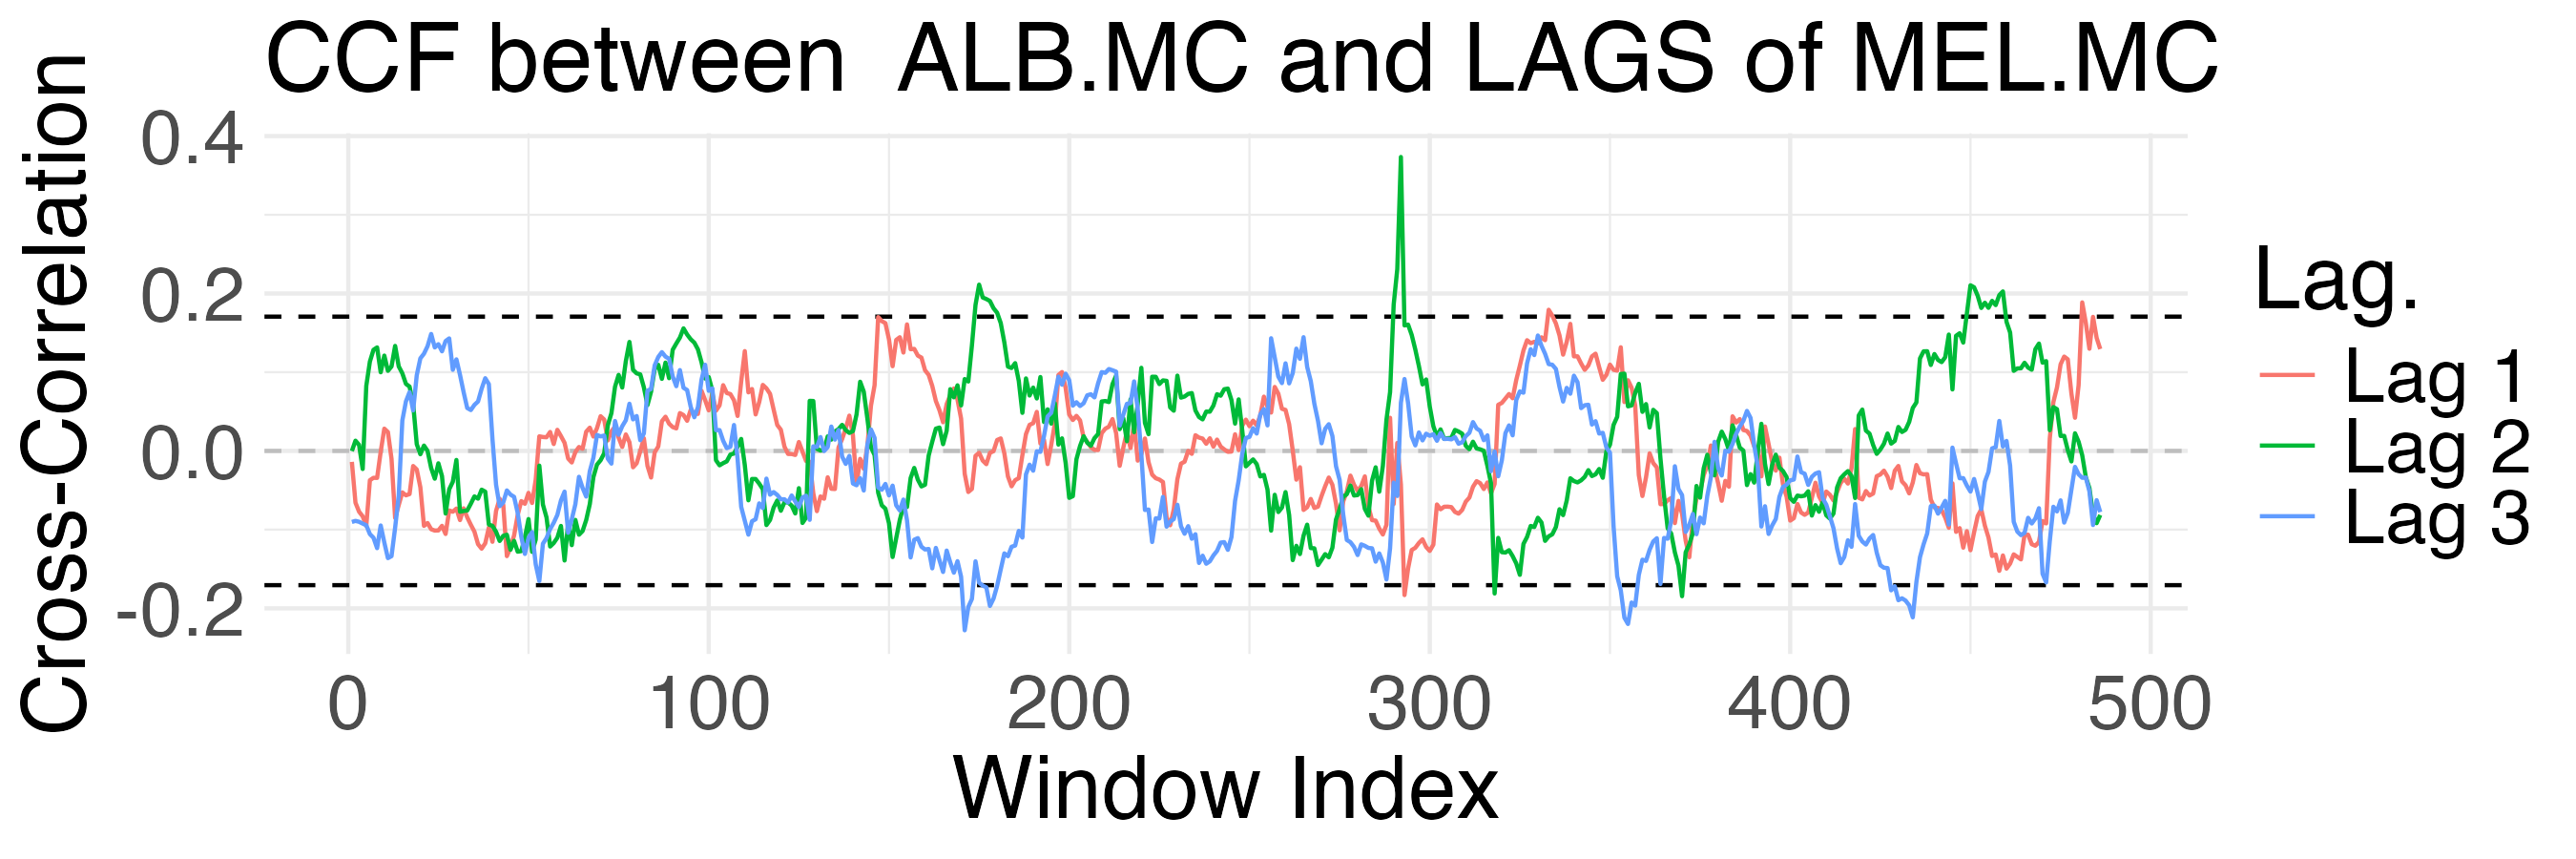 CCF between  ALB.MC and LAGS of MEL.MC
Cross-Correlation
0.4
0.2
0.0
-0.2
0
100
200
300
400
500
Window Index
Lag.
Lag 1
Lag 2
Lag 3